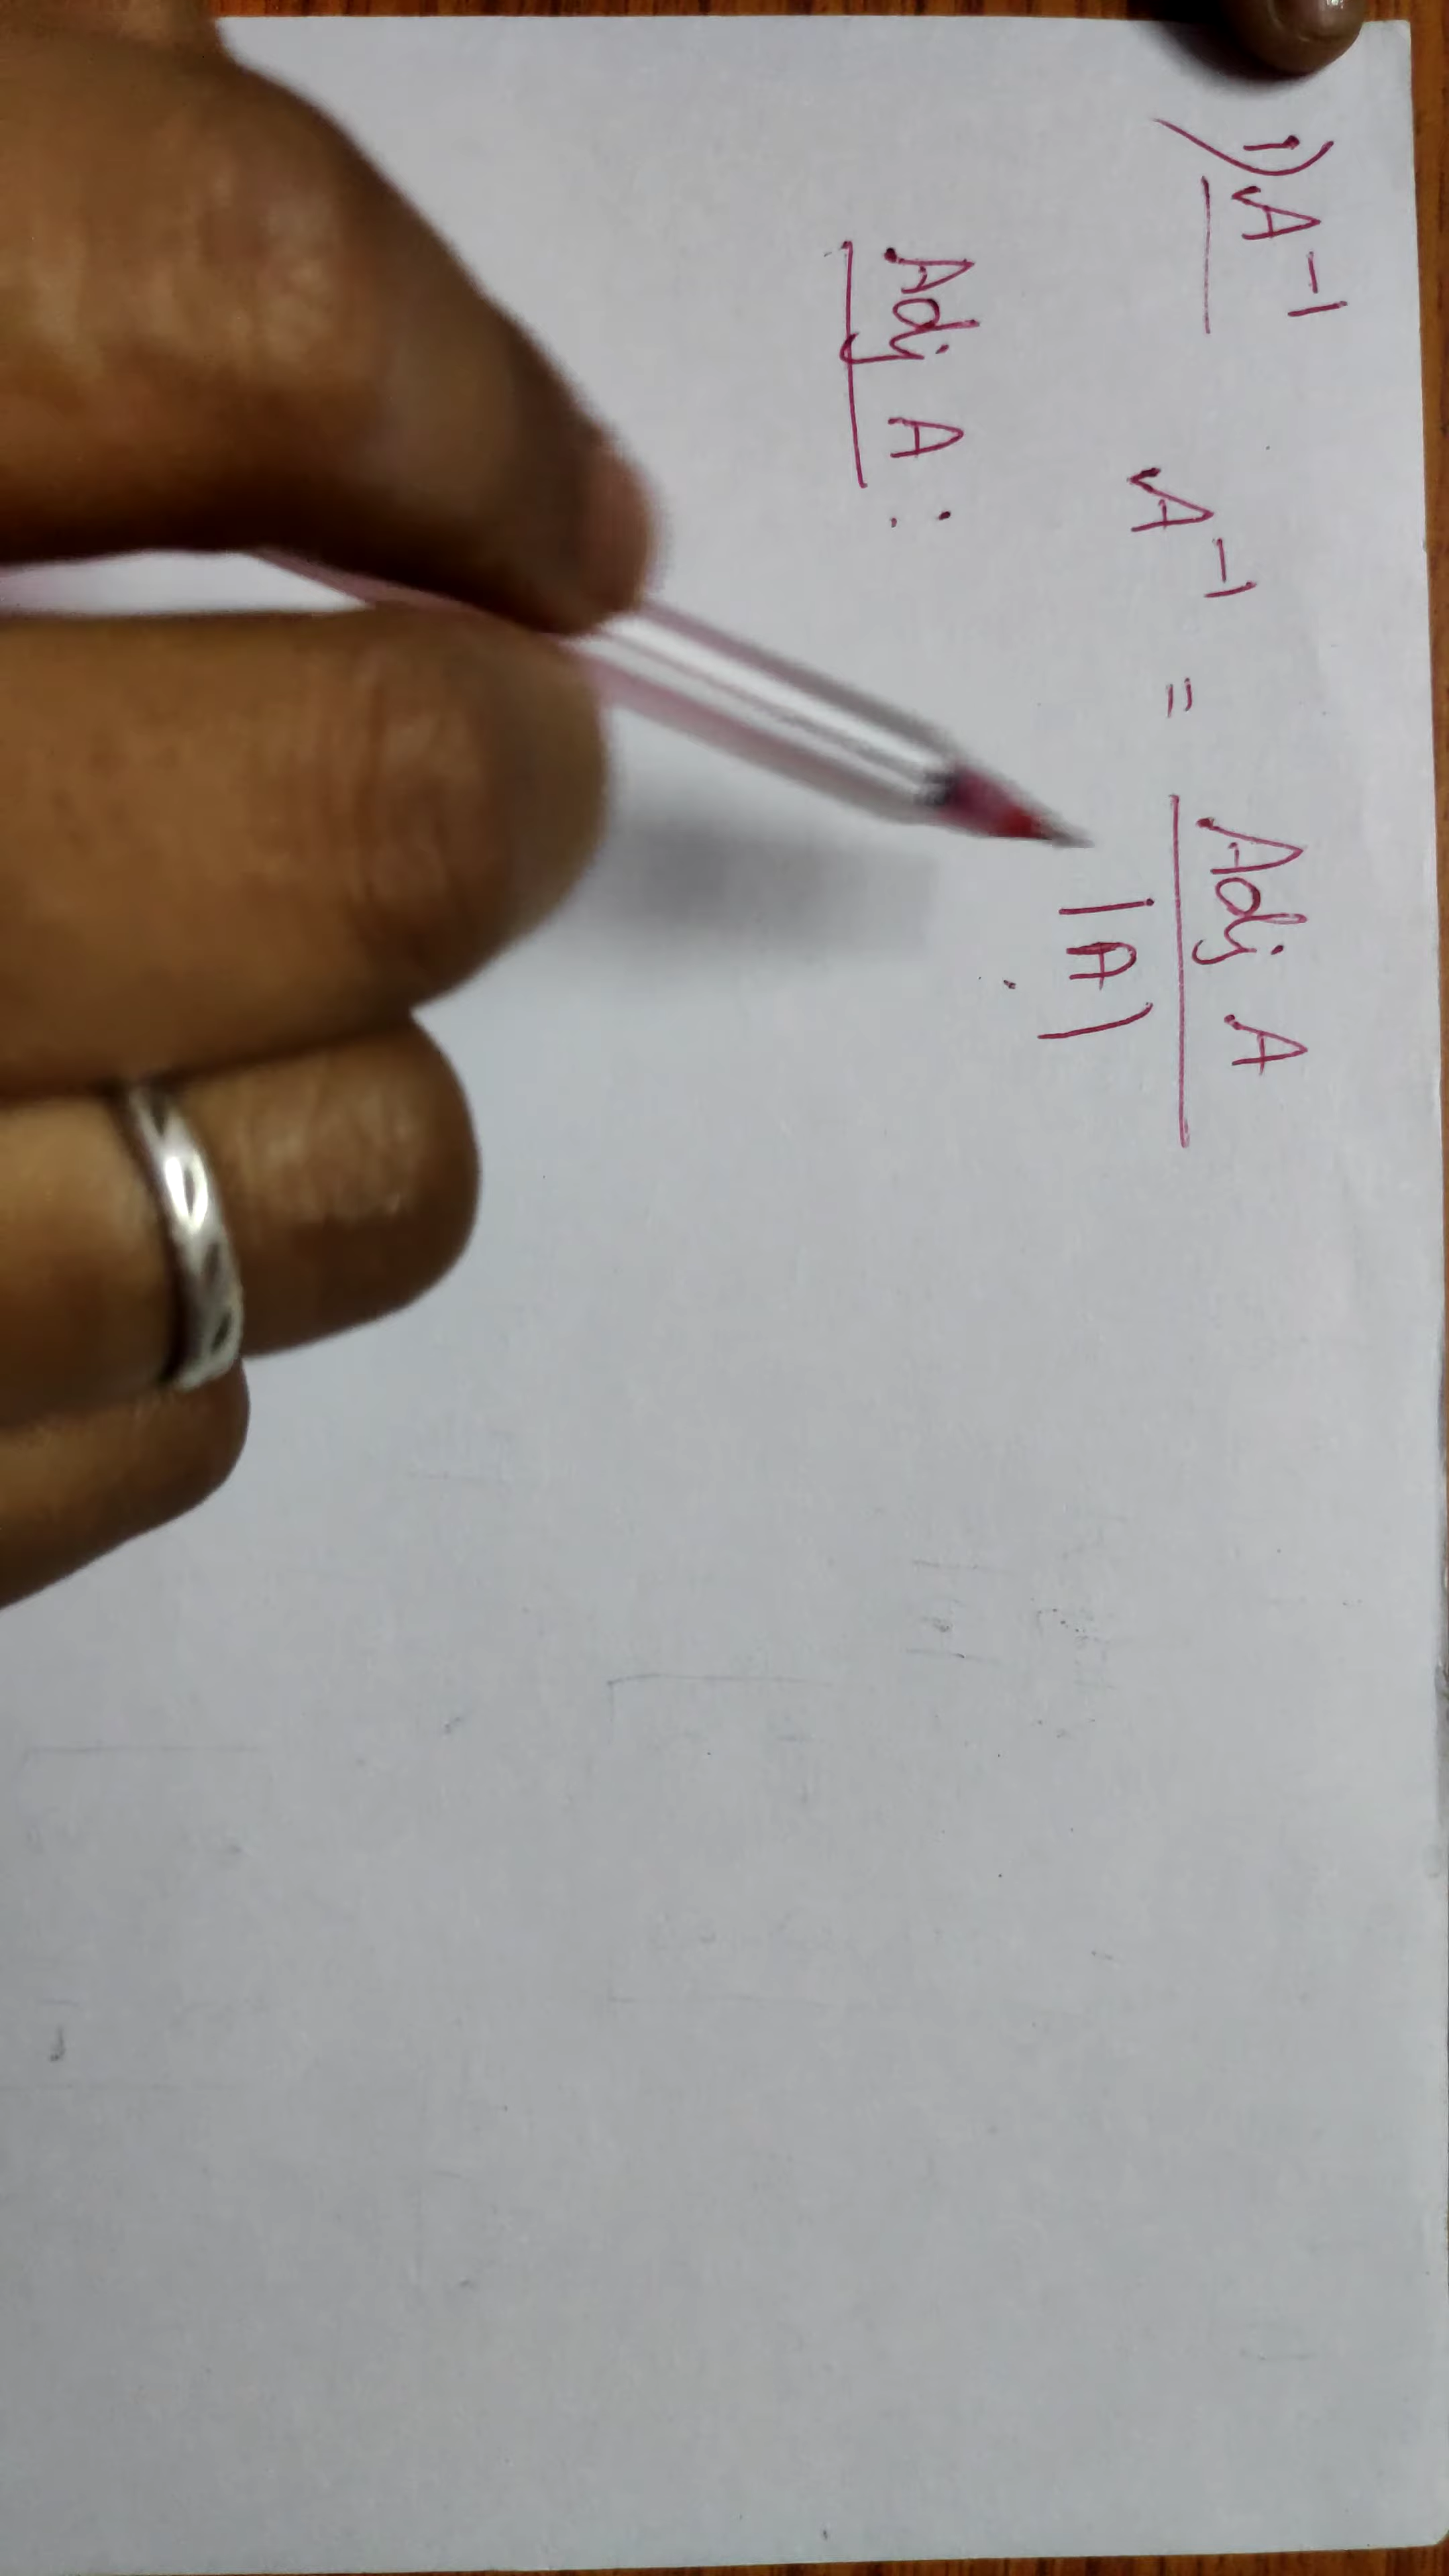 1) A⁻¹
A⁻¹ = Adj A
|A|
Adj A :